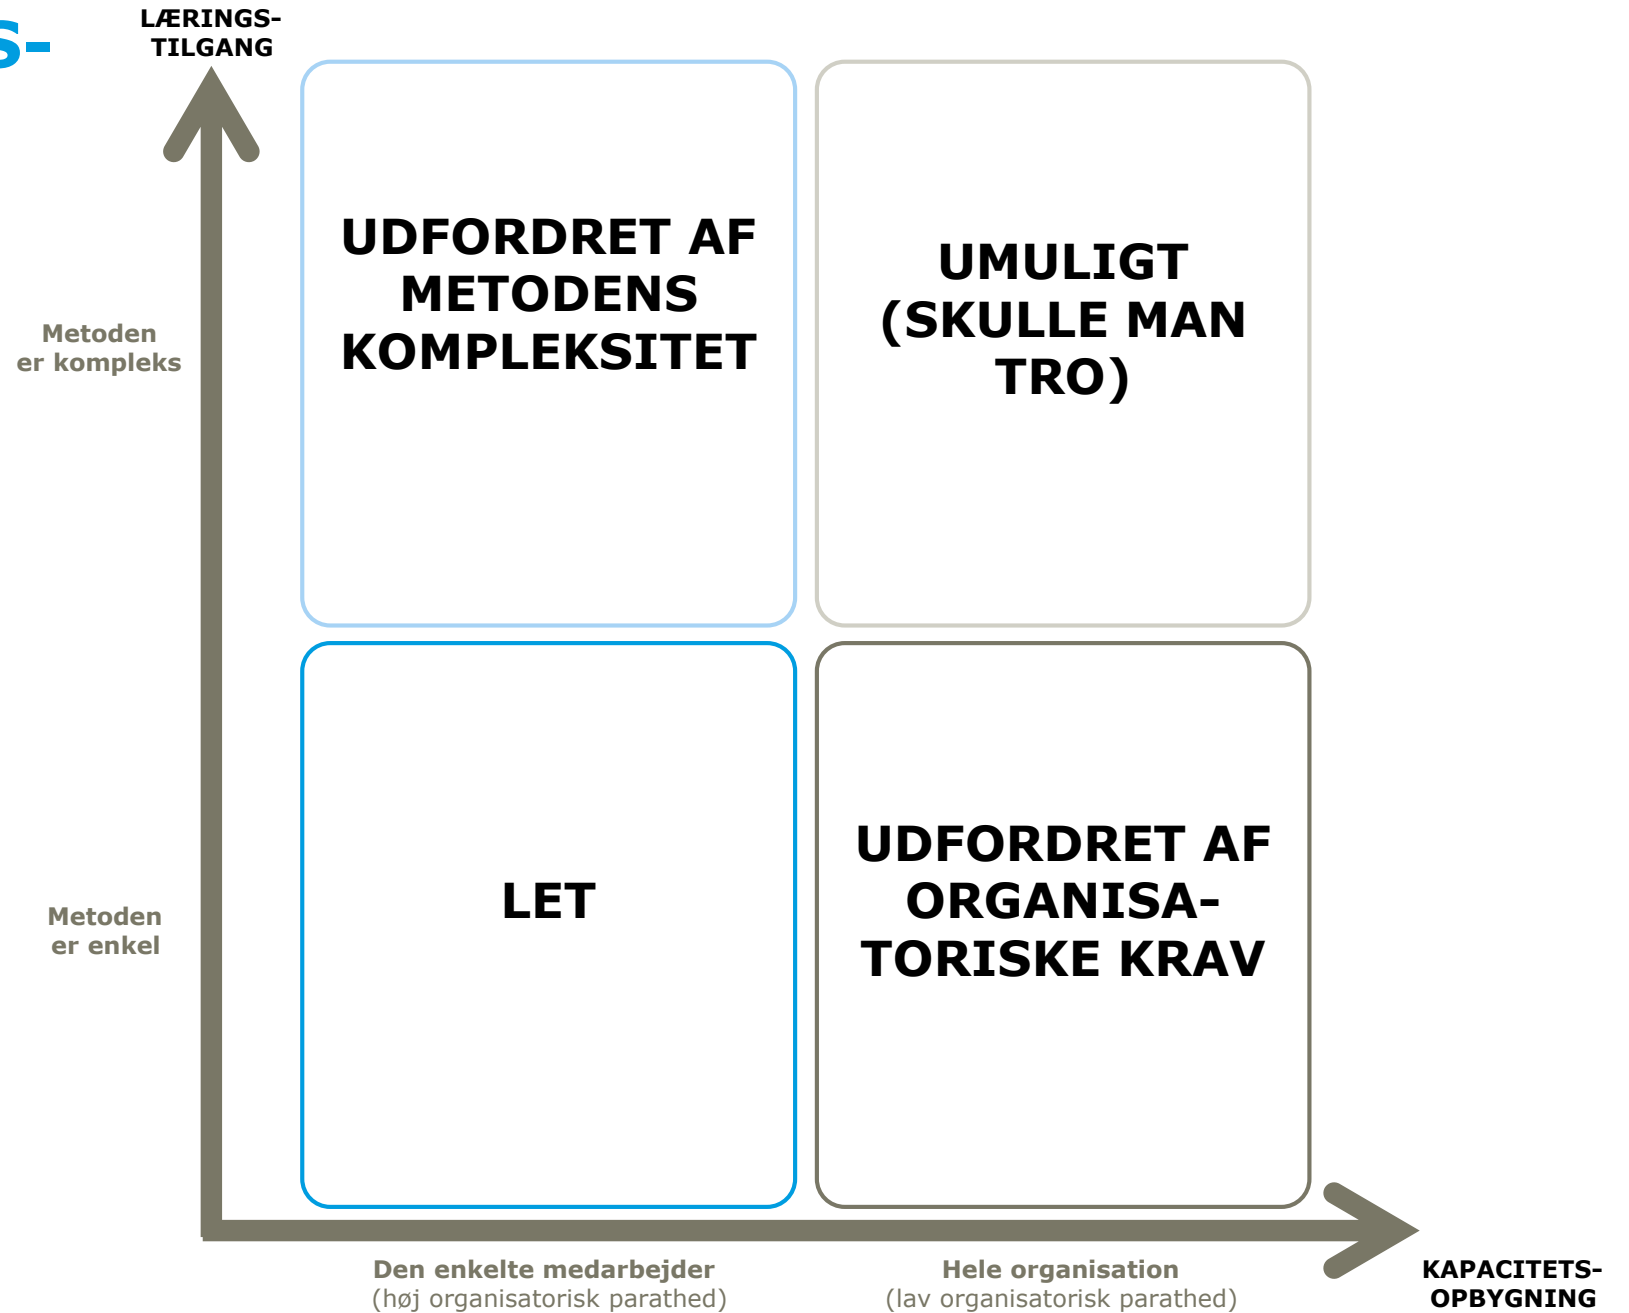 S-
LÆRINGS-
TILGANG
UDFORDRET AF
METODENS
KOMPLEKSITET
UMULIGT
(SKULLE MAN
TRO)
Metoden
er kompleks
LET
UDFORDRET AF
ORGANISA-
TORISKE KRAV
Metoden
er enkel
Den enkelte medarbejder
(høj organisatorisk parathed)
Hele organisation
(lav organisatorisk parathed)
KAPACITETS-
OPBYGNING